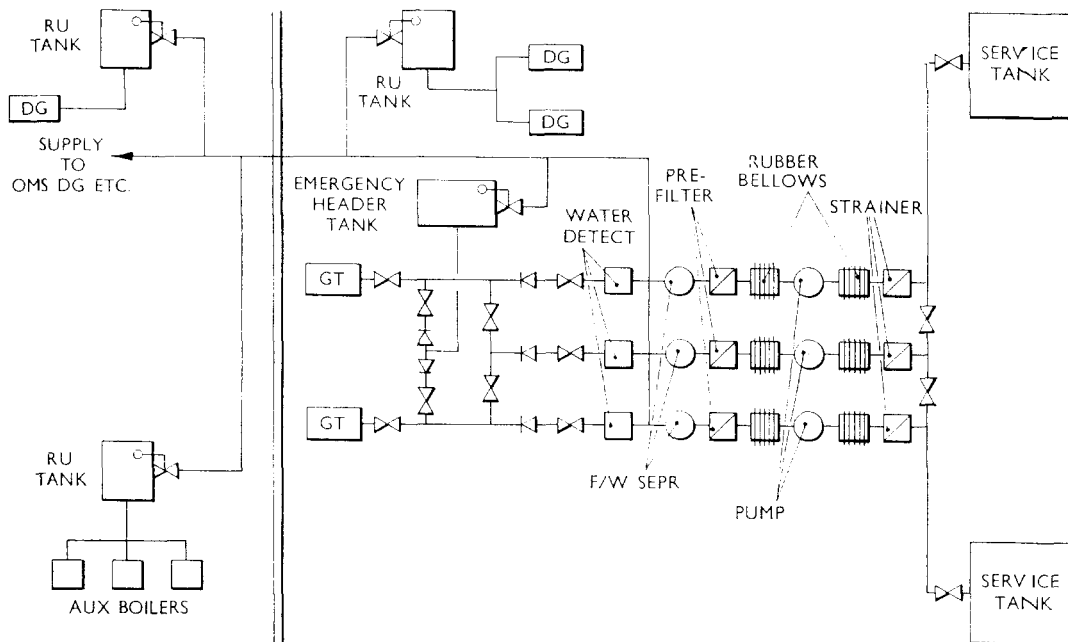 RU
TANK
DG
SUPPLY
TO
OMS DG ETC.
RU
TANK
DG
DG
EMERGENCY
HEADER
TANK
WATER
DETECT
PRE-
FILTER
RUBBER
BELLOWS
STRAINER
SERVICE
TANK
GT
GT
F/W SEPR
PUMP
RU
TANK
AUX BOILERS
SERVICE
TANK